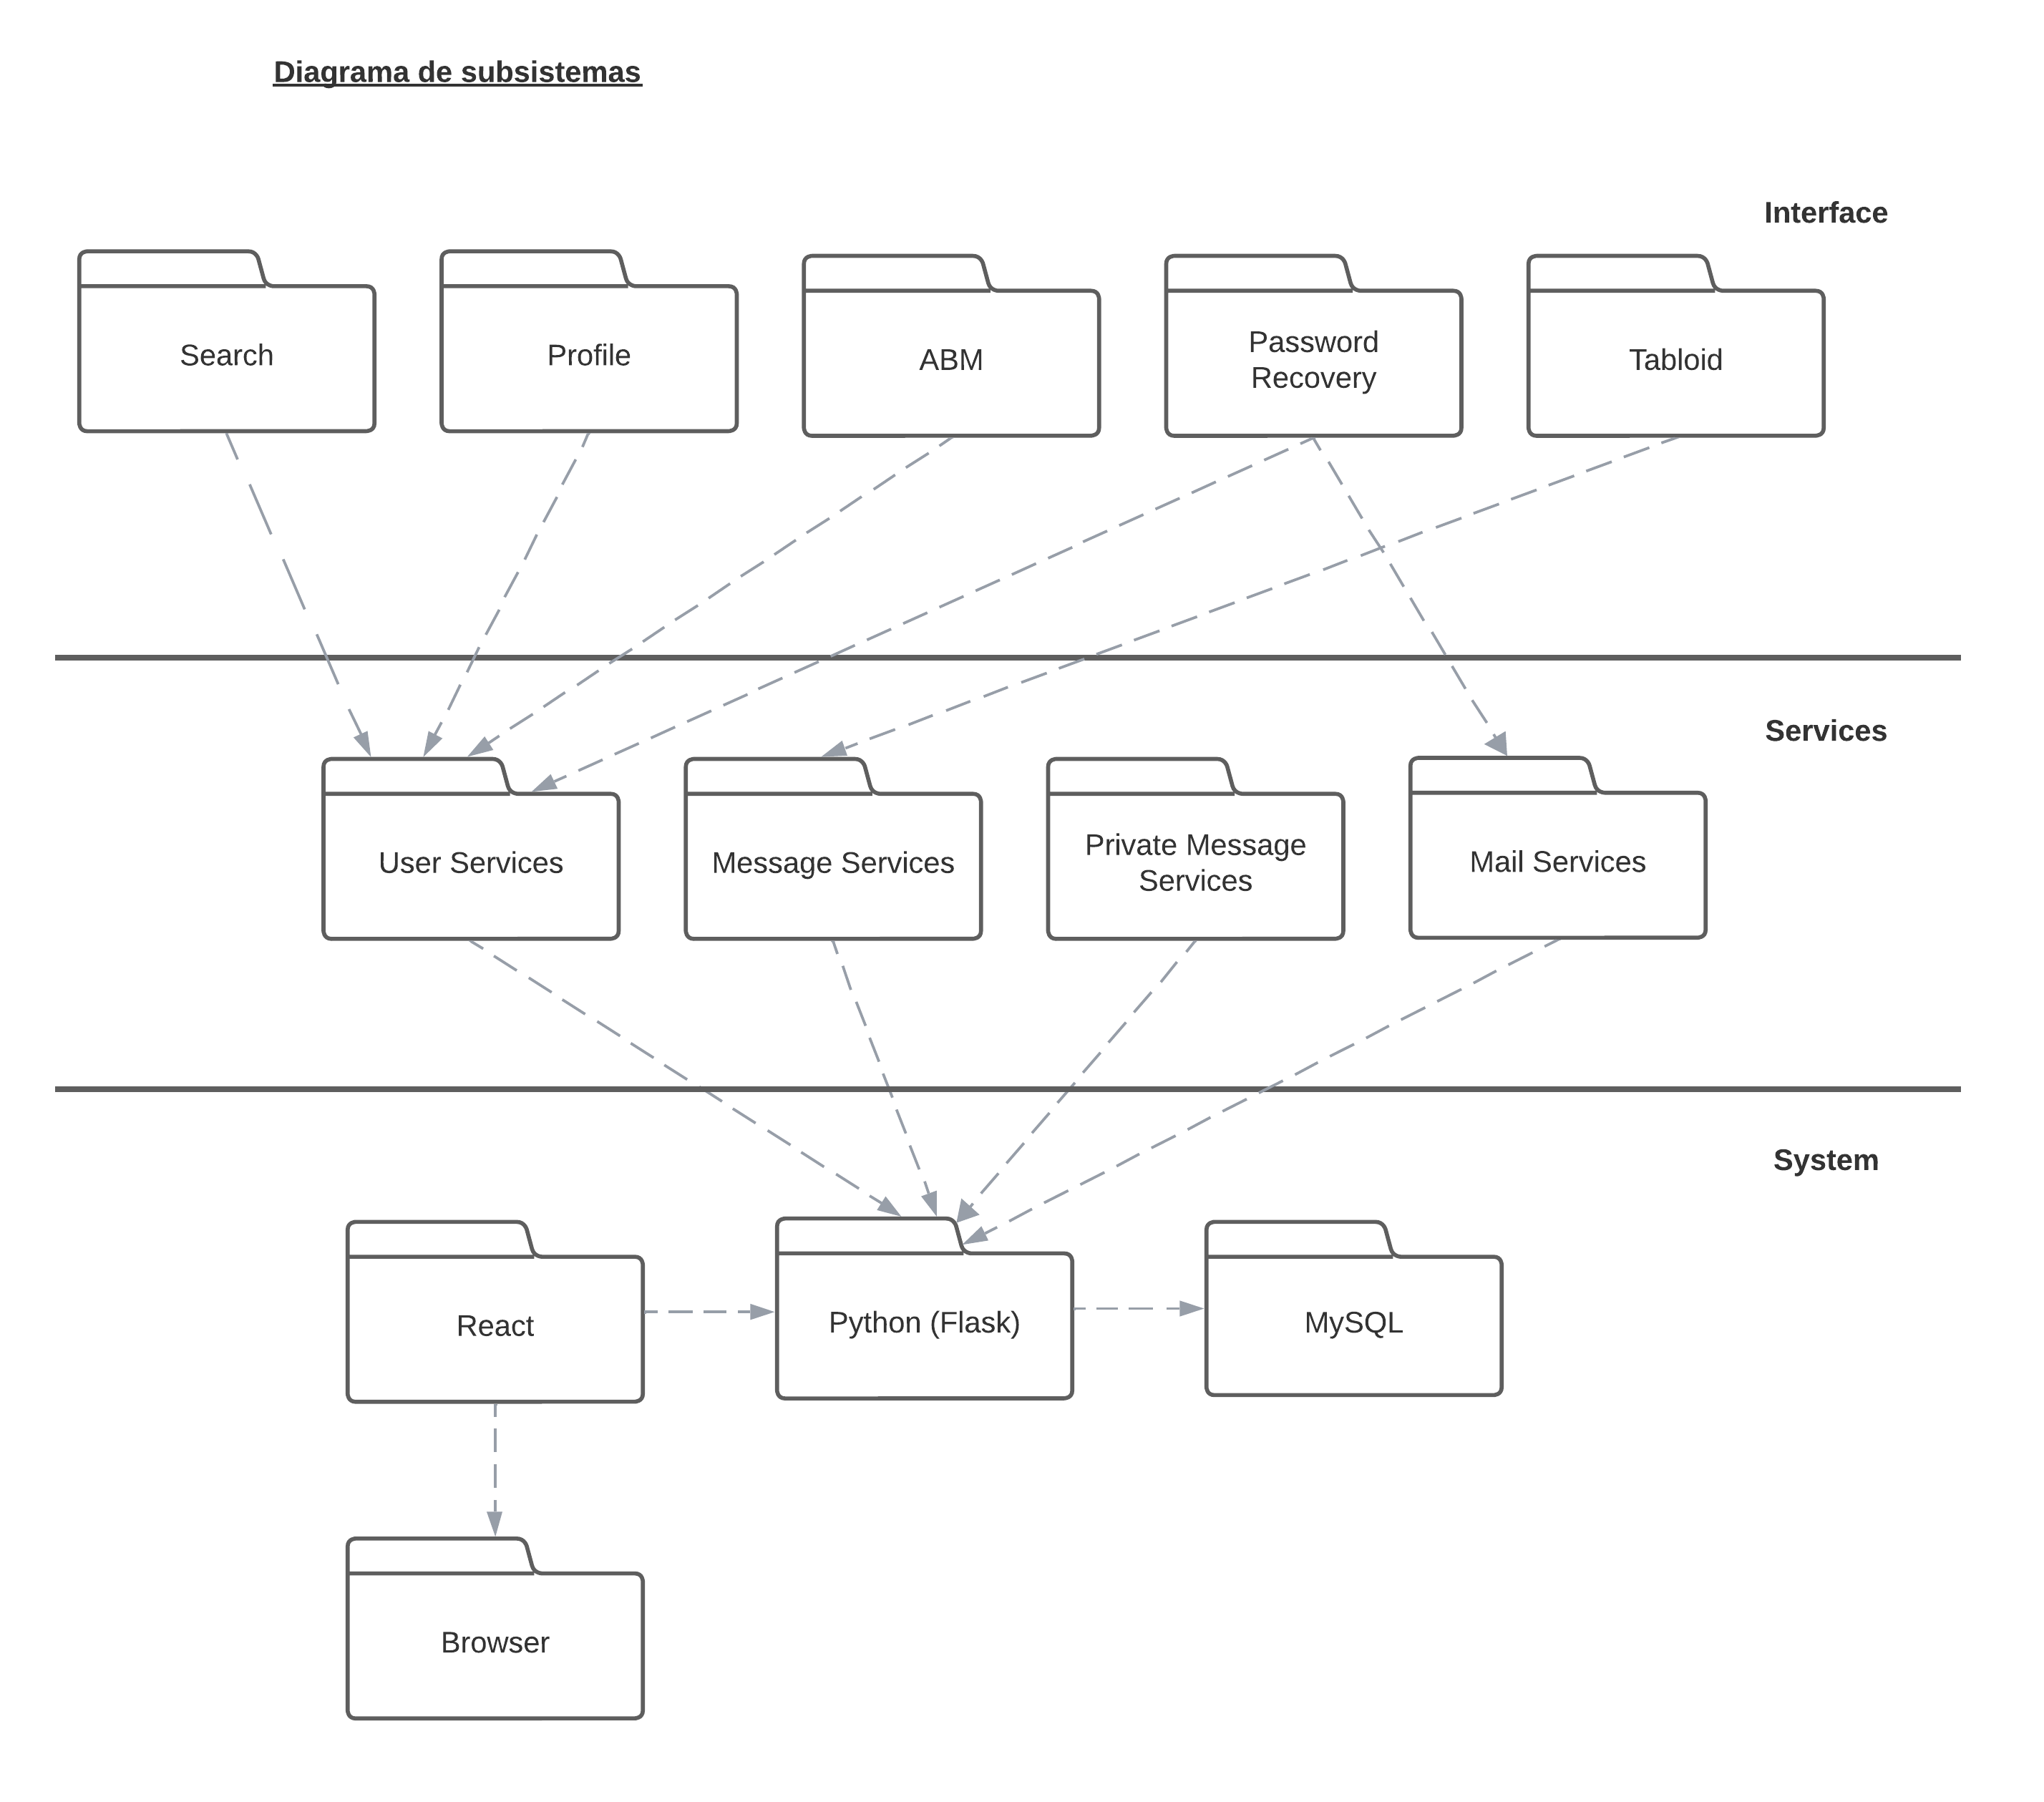 Diagrama de subsistemas
Interface
Search
Profile
ABM
Password
Recovery
Tabloid
Services
User Services
Message Services
Private Message
Services
Mail Services
System
React
Python (Flask)
MySQL
Browser